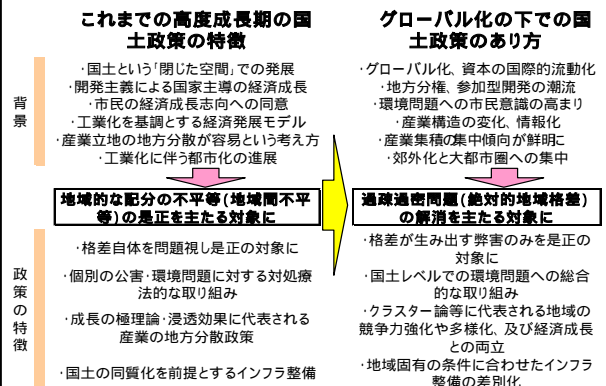 これまでの高度成長期の国
土政策の特徴
グローバル化の下での国
土政策のあり方
背景
・国土という「閉じた空間」での発展
・開発主義による国家主導の経済成長
・市民の経済成長志向への同意
・工業化を基調とする経済発展モデル
・産業立地の地方分散が容易という考え方
・工業化に伴う都市化の進展
・グローバル化、資本の国際的流動化
・地方分権、参加型開発の潮流
・環境問題への市民意識の高まり
・産業構造の変化、情報化
・産業集積の集中傾向が鮮明に
・郊外化と大都市圏への集中
地域的な配分の不平等(地域間不平
等)の是正を主たる対象に
過疎過密問題(絶対的地域格差)
の解消を主たる対象に
政策の特徴
・格差自体を問題視し是正の対象に
・個別の公害・環境問題に対する対処療
法的な取り組み
・成長の極理論・浸透効果に代表される
産業の地方分散政策
・国土の同質化を前提とするインフラ整備
・格差が生み出す弊害のみを是正の
対象に
・国土レベルでの環境問題への総合
的な取り組み
・クラスター論等に代表される地域の
競争力強化や多様化、及び経済成長
との両立
・地域固有の条件に合わせたインフラ
整備の差別化